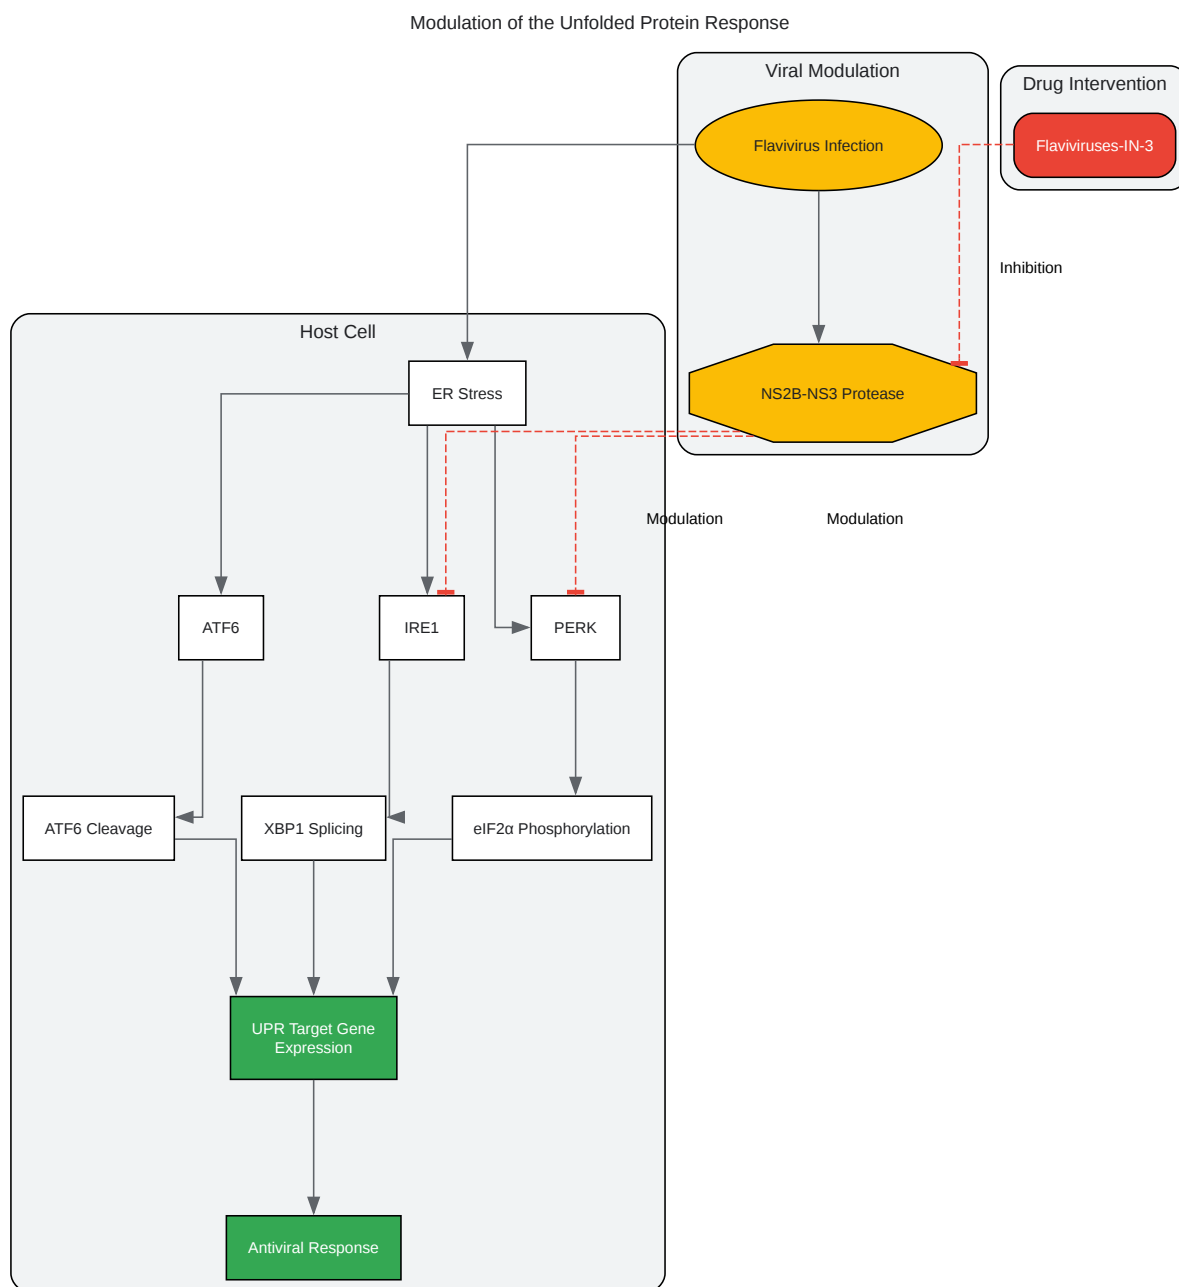 Modulation of the Unfolded Protein Response
Viral Modulation
Drug Intervention
Flavivirus Infection
Flaviviruses-IN-3
Inhibition
Host Cell
ER Stress
NS2B-NS3 Protease
Modulation
Modulation
ATF6
IRE1
PERK
ATF6 Cleavage
XBP1 Splicing
eIF2α Phosphorylation
UPR Target Gene
Expression
Antiviral Response